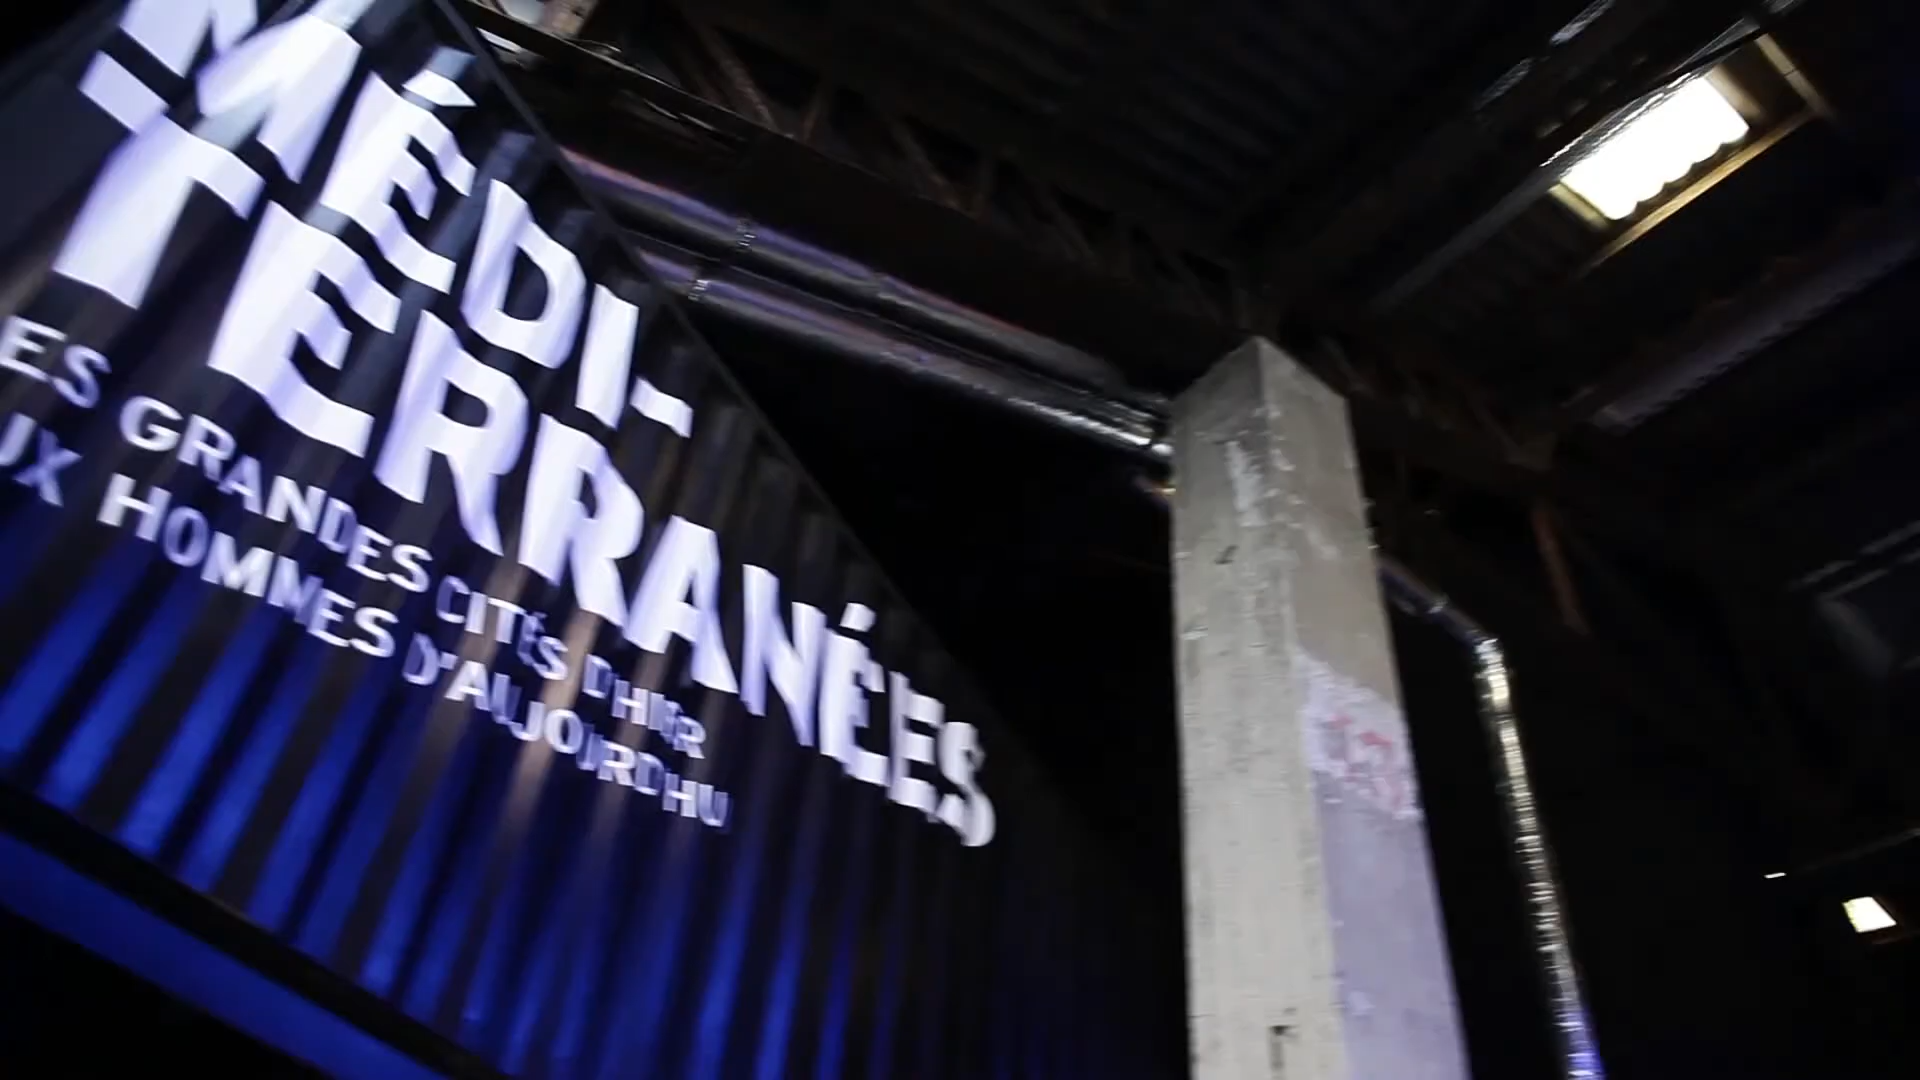 MÉDI-
TERRANÉES
ES GRANDES CITÉS D'HIER
UX HOMMES D'AUJOURD'HUI